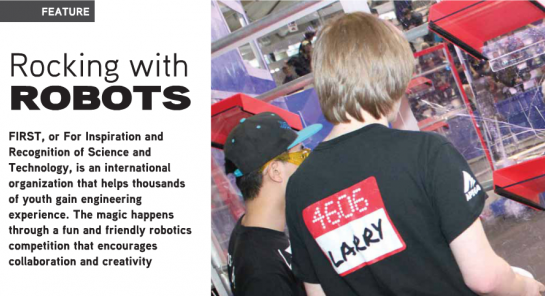 FEATURE
Rocking with
ROBOTS
FIRST, or For Inspiration and
Recognition of Science and
Technology, is an international
organization that helps thousands
of youth gain engineering
experience. The magic happens
through a fun and friendly robotics
competition that encourages
collaboration and creativity
4606
LARRY